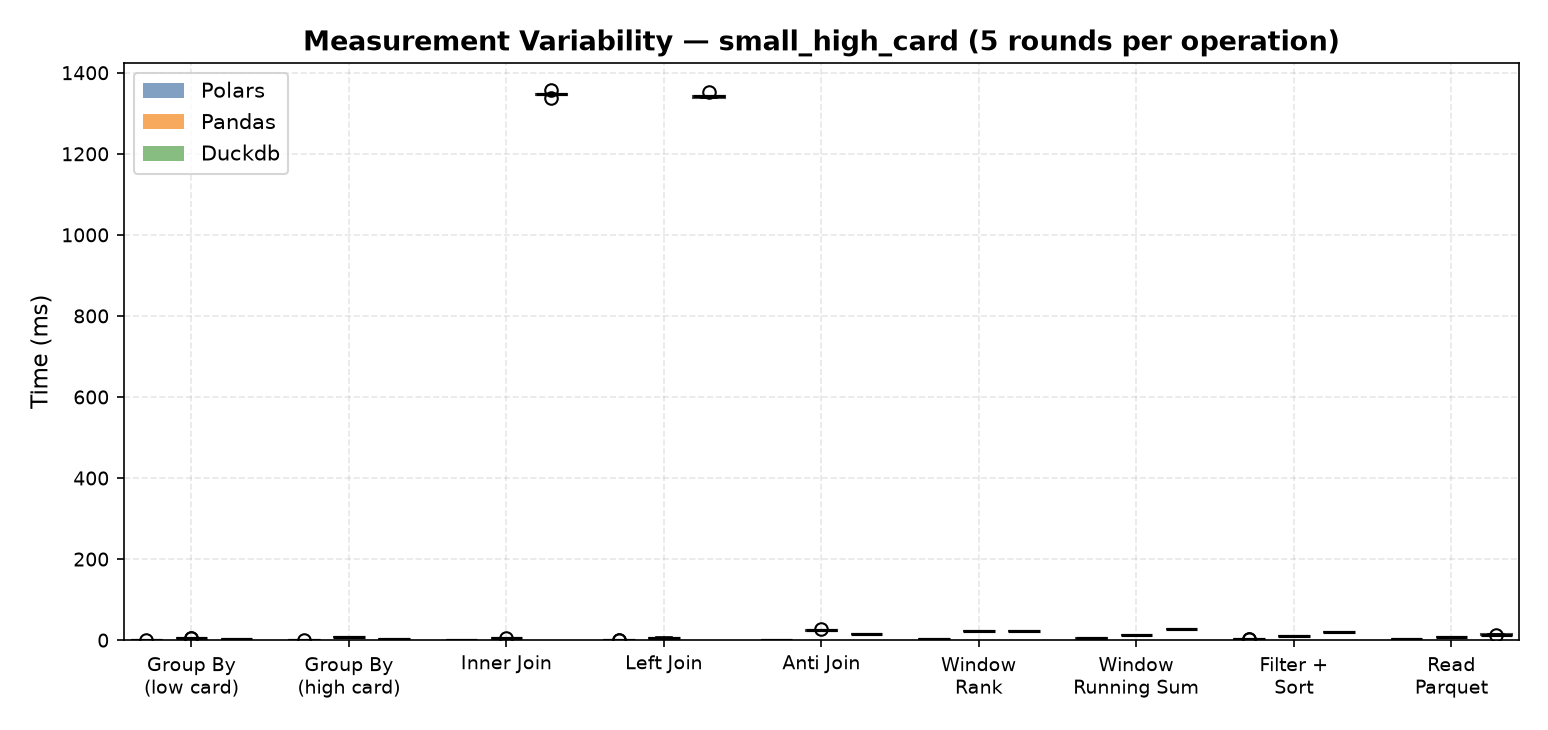 Measurement Variability — small_high_card (5 rounds per operation)
Polars
Pandas
Duckdb
Time (ms)
1400
1200
1000
800
600
400
200
0
Group By
(low card)
Group By
(high card)
Inner Join
Left Join
Anti Join
Window
Rank
Window
Running Sum
Filter +
Sort
Read
Parquet